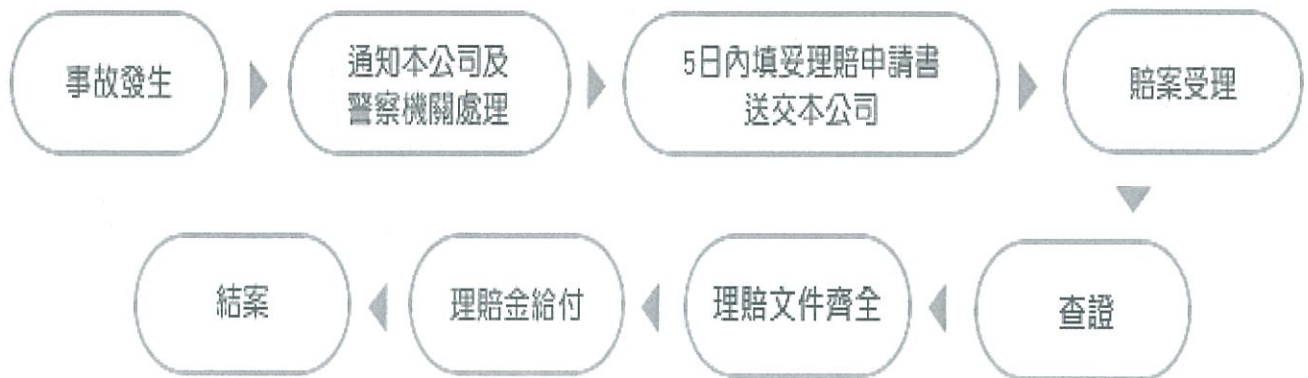 事故發生
通知本公司及
警察機關處理
5日內填妥理賠申請書
送交本公司
賠案受理
查證
理賠文件齊全
理賠金給付
結案